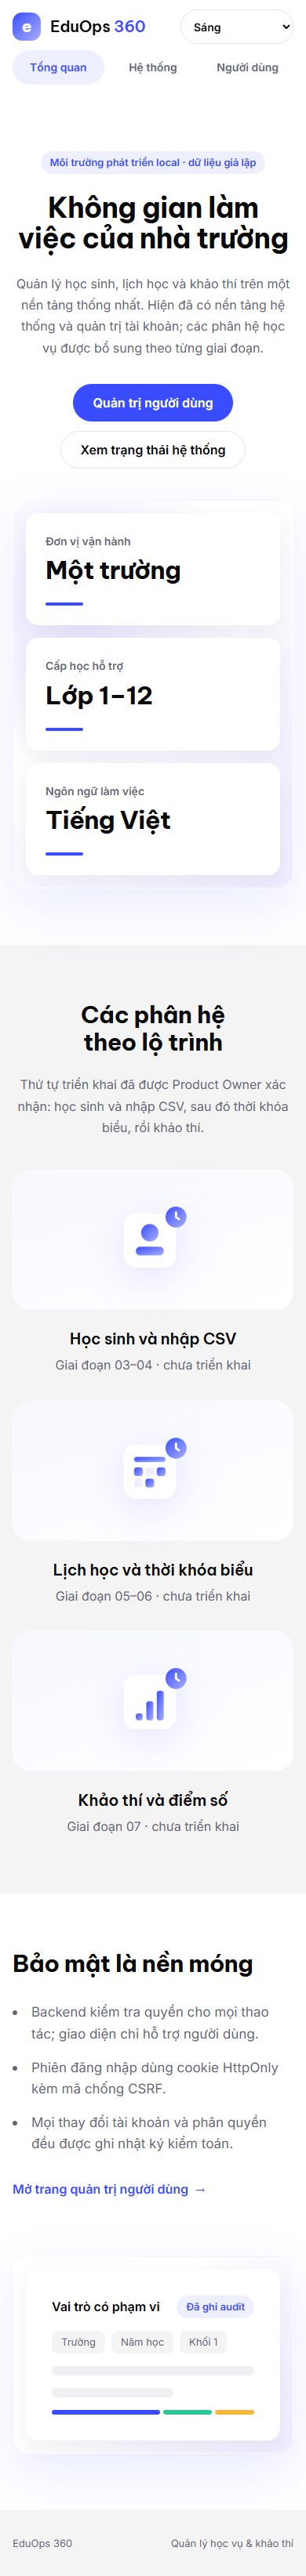 e EduOps 360 Sáng
Tổng quan Hệ thống Người dùng
Môi trường phát triển local · dữ liệu giả lập
Không gian làm
việc của nhà trường
Quản lý học sinh, lịch học và khảo thí trên một
nền tảng thống nhất. Hiện đã có nền tảng hệ
thống và quản trị tài khoản; các phân hệ học
vụ được bổ sung theo từng giai đoạn.
Quản trị người dùng
Xem trạng thái hệ thống
Đơn vị vận hành
Một trường
Cấp học hỗ trợ
Lớp 1–12
Ngôn ngữ làm việc
Tiếng Việt
Các phân hệ
theo lộ trình
Thứ tự triển khai đã được Product Owner xác
nhận: học sinh và nhập CSV, sau đó thời khóa
biểu, rồi khảo thí.
Học sinh và nhập CSV
Giai đoạn 03–04 · chưa triển khai
Lịch học và thời khóa biểu
Giai đoạn 05–06 · chưa triển khai
Khảo thí và điểm số
Giai đoạn 07 · chưa triển khai
Bảo mật là nền móng
• Backend kiểm tra quyền cho mọi thao
tác; giao diện chỉ hỗ trợ người dùng.
• Phiên đăng nhập dùng cookie HttpOnly
kèm mã chống CSRF.
• Mọi thay đổi tài khoản và phân quyền
đều được ghi nhật ký kiểm toán.
Mở trang quản trị người dùng →
Vai trò có phạm vi Đã ghi audit
Trường Năm học Khối 1
EduOps 360 Quản lý học vụ & khảo thí